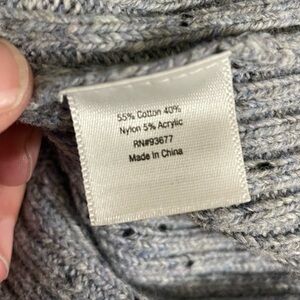 55% Cotton 40%
Nylon 5% Acrylic
RN#93677
Made in China